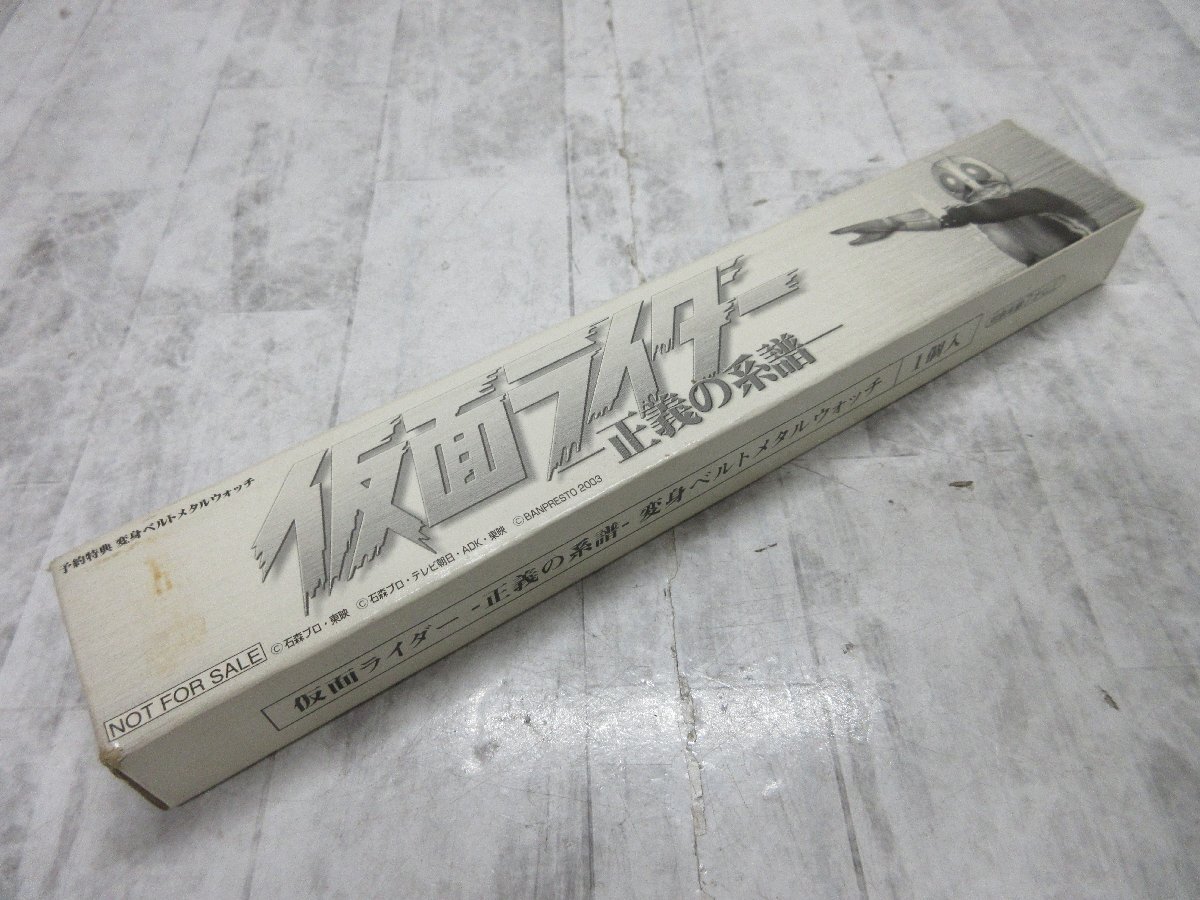 予約特典 変身ベルトメタルウォッチ
仮面ライダー
―正義の系譜―
NOT FOR SALE
©石森プロ・東映 ©石森プロ・テレビ朝日・ADK・東映 ©BANPRESTO 2003
仮面ライダー -正義の系譜- 変身ベルトメタルウォッチ 1個入